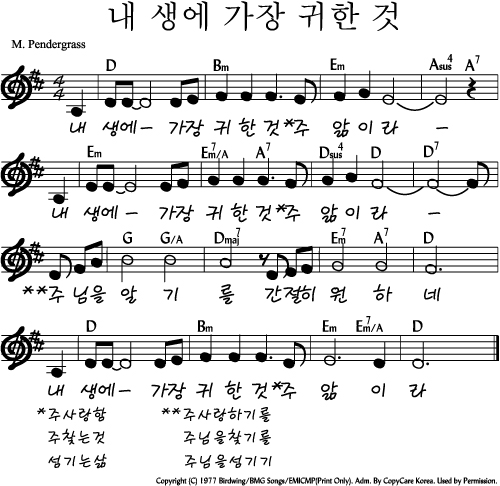 내 생에 가장 귀한 것
M. Pendergrass
D Bm Em Asus4 A7
4 4
내 생에- 가장 귀 한 것 *주 앎 이 라 -
Em Em7/A A7 Dsus4 D D7
내 생에- 가장 귀 한 것 *주 앎 이 라 -
G G/A Dmaj7 Em7 A7 D
**주 님을 알 기 를 간절히 원 하 네
D Bm Em Em7/A D
내 생에- 가장 귀 한 것 *주 앎 이 라
*주사랑함 **주사랑하기를
주찾는것 주님을찾기를
섬기는삶 주님을섬기기
Copyright (C) 1977 Birdwing/BMG Songs/EMICMP(Print Only). Adm. By CopyCare Korea. Used by Permission.